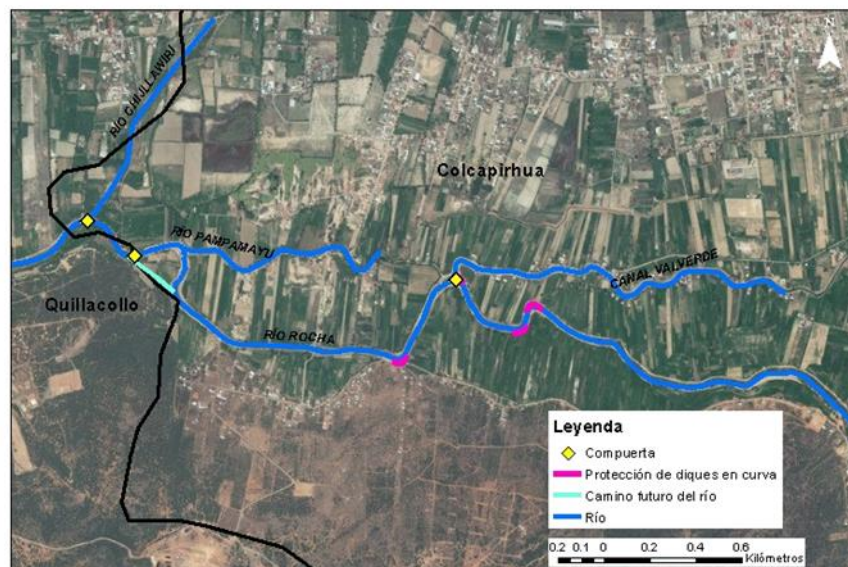 N
RÍO CHIJLLAWIRI
Colcapirhua
RÍO PAMPAMAYU
CANAL VALVERDE
Quillacollo
RÍO ROCHA
Leyenda
Compuerta
Protección de diques en curva
Camino futuro del río
Río
0.2 0.1 0 0.2 0.4 0.6
Kilómetros